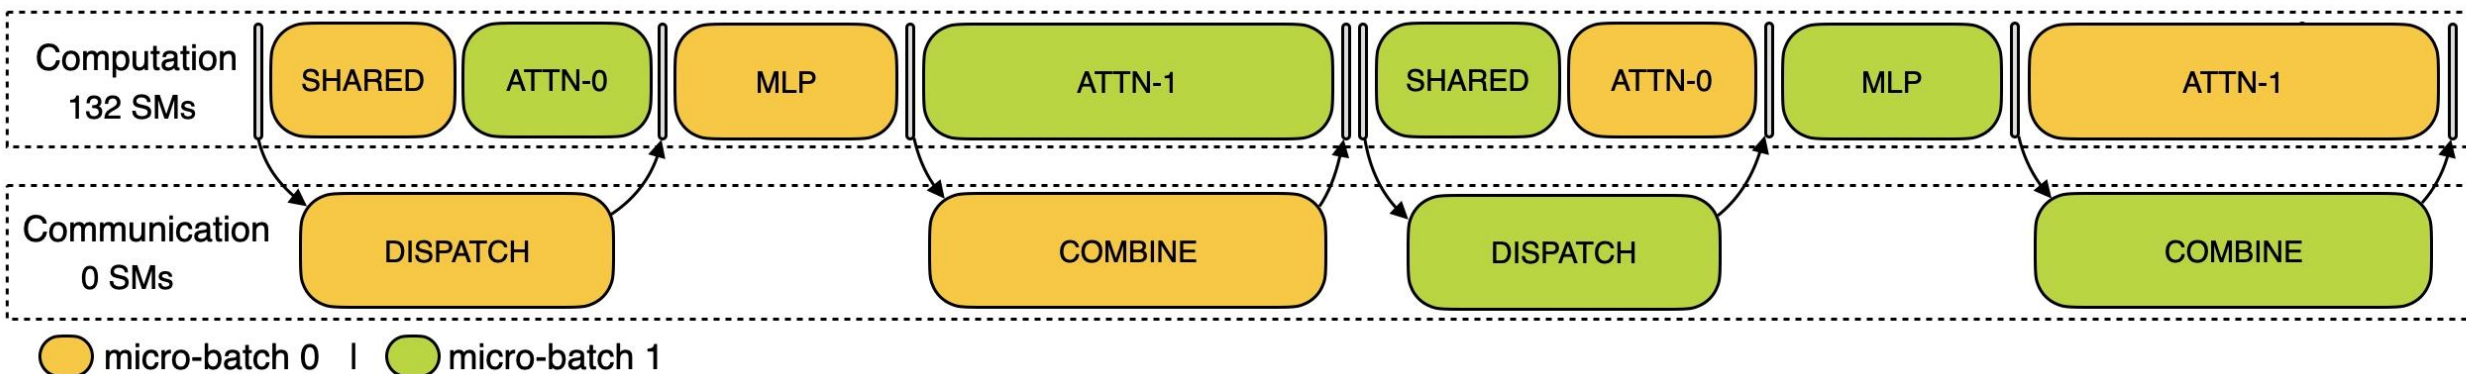 Computation
132 SMs
SHARED
ATTN-0
MLP
ATTN-1
SHARED
ATTN-0
MLP
ATTN-1
Communication
0 SMs
DISPATCH
COMBINE
DISPATCH
COMBINE
micro-batch 0 | micro-batch 1